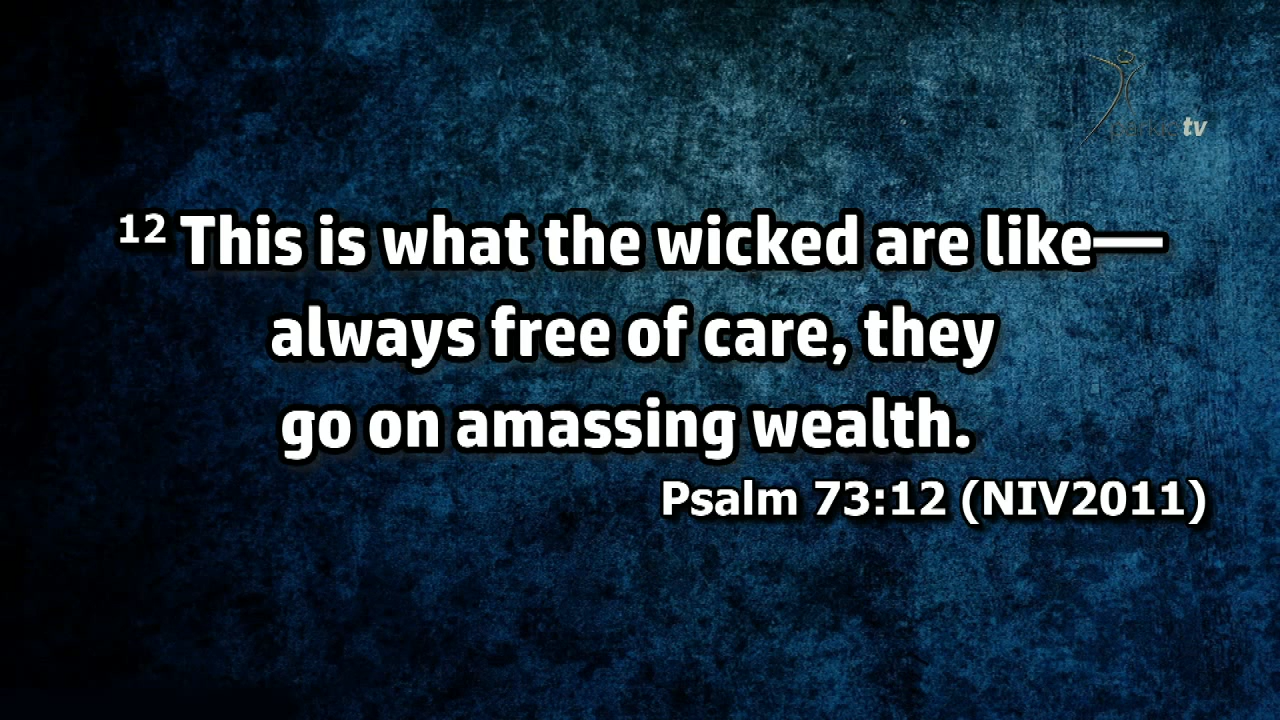 tv
12 This is what the wicked are like—
always free of care, they
go on amassing wealth.
Psalm 73:12 (NIV2011)